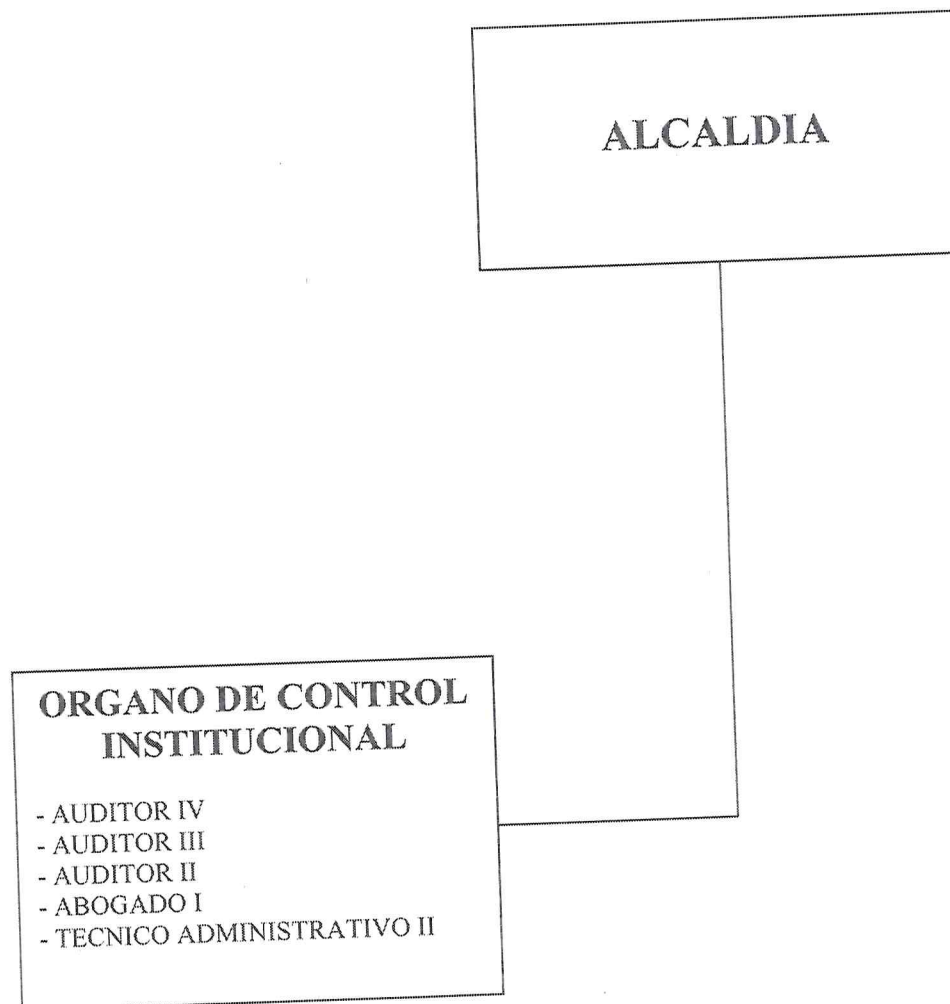 ALCALDIA
ORGANO DE CONTROL
INSTITUCIONAL
- AUDITOR IV
- AUDITOR III
- AUDITOR II
- ABOGADO I
- TECNICO ADMINISTRATIVO II